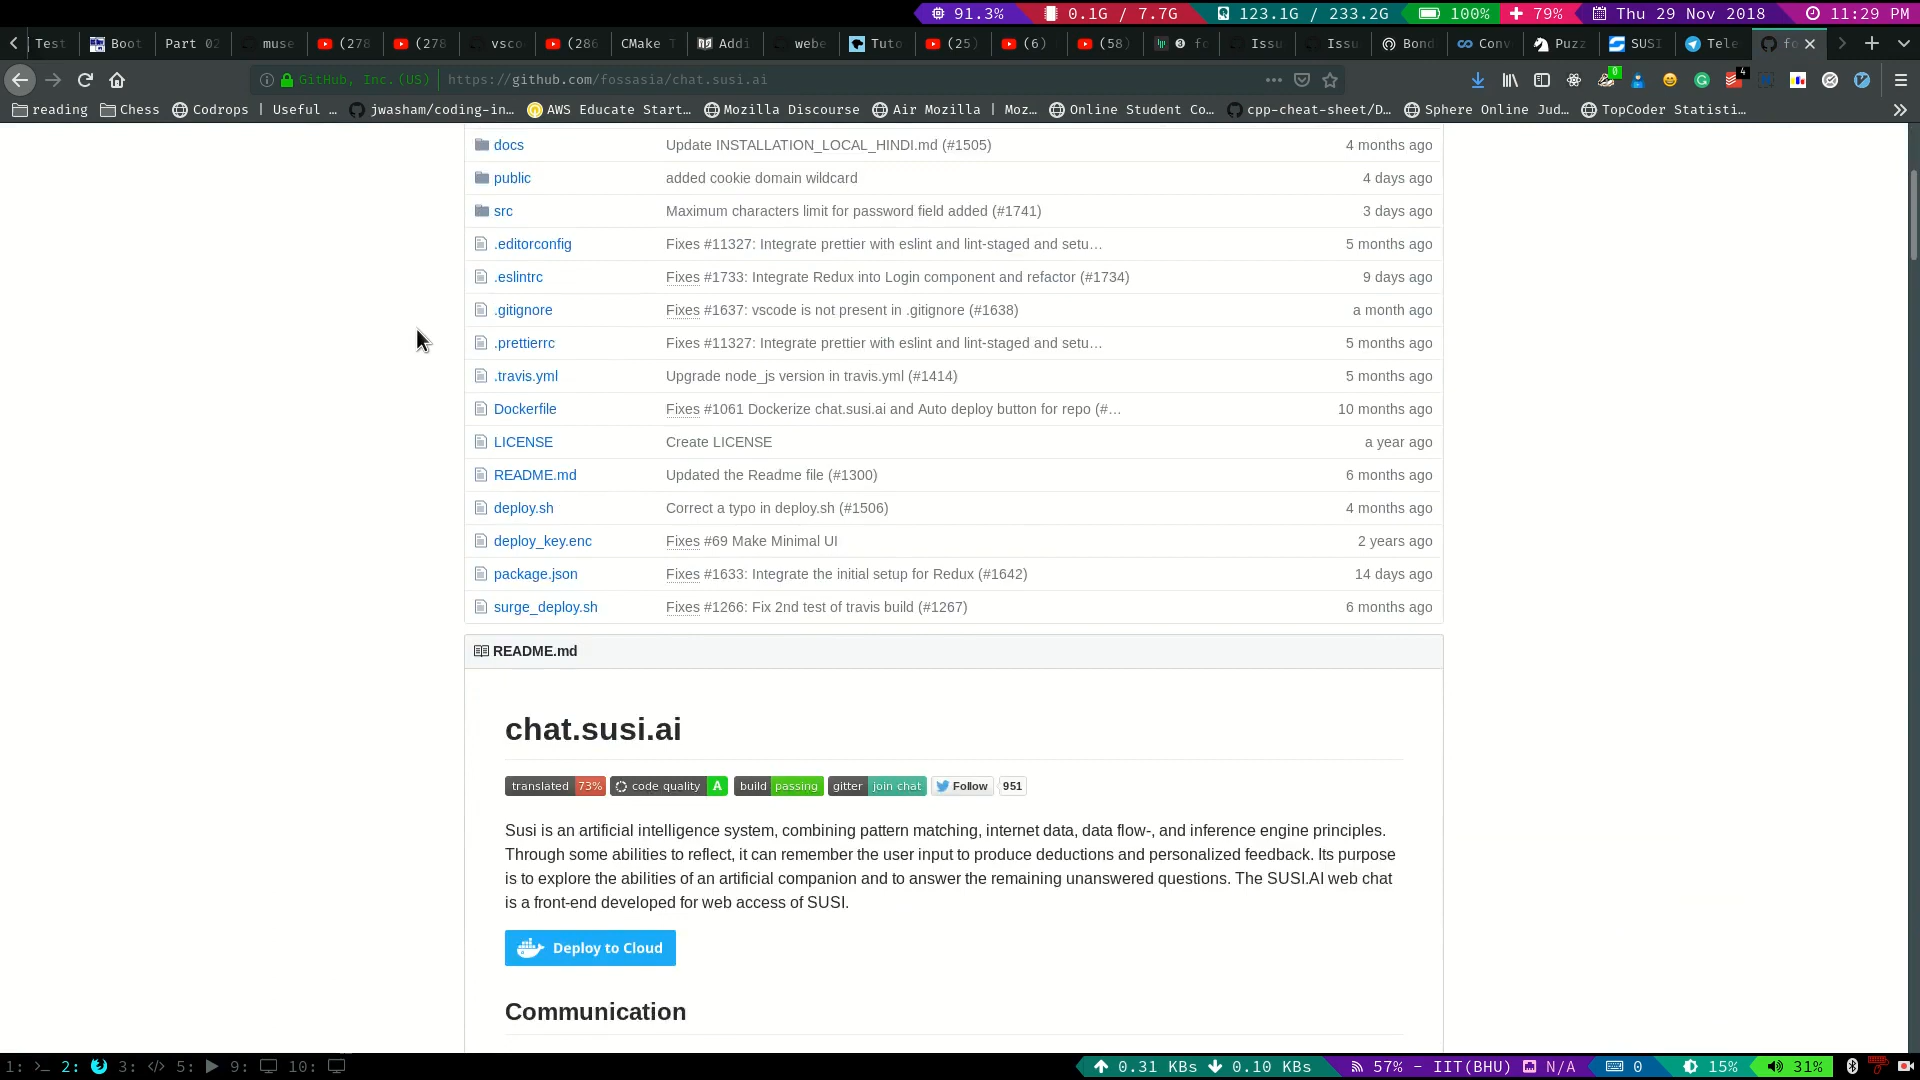 91.3% 0.1G / 7.7G 123.1G / 233.2G 100% 79% Thu 29 Nov 2018 11:29 PM
Test Boot Part 02 muse (278 (278 vsco (286 CMake T Addi webe Tuto (25) (6) (58) fo Issu Issu Bond Conv Puzz SUSI Tele fo
GitHub, Inc. (US) https://github.com/fossasia/chat.susi.ai 0 4
reading Chess Codrops | Useful … jwasham/coding-in… AWS Educate Start… Mozilla Discourse Air Mozilla | Moz… Online Student Co… cpp-cheat-sheet/D… Sphere Online Jud… TopCoder Statisti…
docs Update INSTALLATION_LOCAL_HINDI.md (#1505) 4 months ago
public added cookie domain wildcard 4 days ago
src Maximum characters limit for password field added (#1741) 3 days ago
.editorconfig Fixes #11327: Integrate prettier with eslint and lint-staged and setu… 5 months ago
.eslintrc Fixes #1733: Integrate Redux into Login component and refactor (#1734) 9 days ago
.gitignore Fixes #1637: vscode is not present in .gitignore (#1638) a month ago
.prettierrc Fixes #11327: Integrate prettier with eslint and lint-staged and setu… 5 months ago
.travis.yml Upgrade node_js version in travis.yml (#1414) 5 months ago
Dockerfile Fixes #1061 Dockerize chat.susi.ai and Auto deploy button for repo (#… 10 months ago
LICENSE Create LICENSE a year ago
README.md Updated the Readme file (#1300) 6 months ago
deploy.sh Correct a typo in deploy.sh (#1506) 4 months ago
deploy_key.enc Fixes #69 Make Minimal UI 2 years ago
package.json Fixes #1633: Integrate the initial setup for Redux (#1642) 14 days ago
surge_deploy.sh Fixes #1266: Fix 2nd test of travis build (#1267) 6 months ago
README.md
chat.susi.ai
translated 73% code quality A build passing gitter join chat Follow 951
Susi is an artificial intelligence system, combining pattern matching, internet data, data flow-, and inference engine principles.
Through some abilities to reflect, it can remember the user input to produce deductions and personalized feedback. Its purpose
is to explore the abilities of an artificial companion and to answer the remaining unanswered questions. The SUSI.AI web chat
is a front-end developed for web access of SUSI.
Deploy to Cloud
Communication
1: 2: 3: 5: 9: 10: 0.31 KBs 0.10 KBs 57% - IIT(BHU) N/A 0 15% 31%